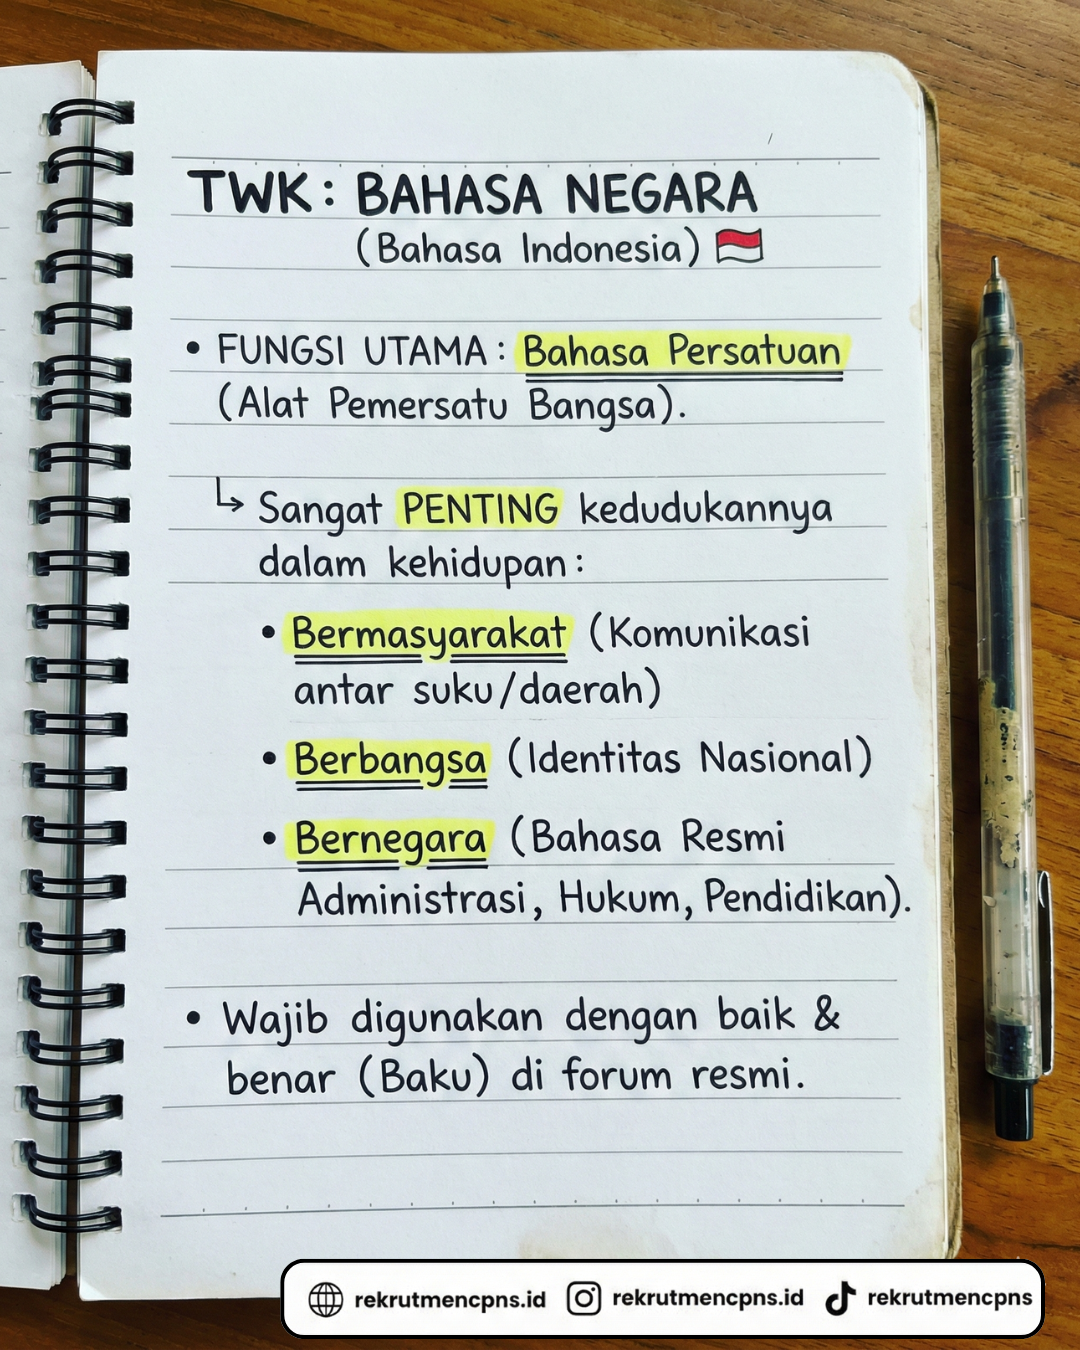 TWK: BAHASA NEGARA
(Bahasa Indonesia)
• FUNGSI UTAMA: Bahasa Persatuan
(Alat Pemersatu Bangsa).
↳ Sangat PENTING kedudukannya
dalam kehidupan:
• Bermasyarakat (Komunikasi
antar suku/daerah)
• Berbangsa (Identitas Nasional)
• Bernegara (Bahasa Resmi
Administrasi, Hukum, Pendidikan).
• Wajib digunakan dengan baik &
benar (Baku) di forum resmi.
rekrutmencpns.id rekrutmencpns.id rekrutmencpns